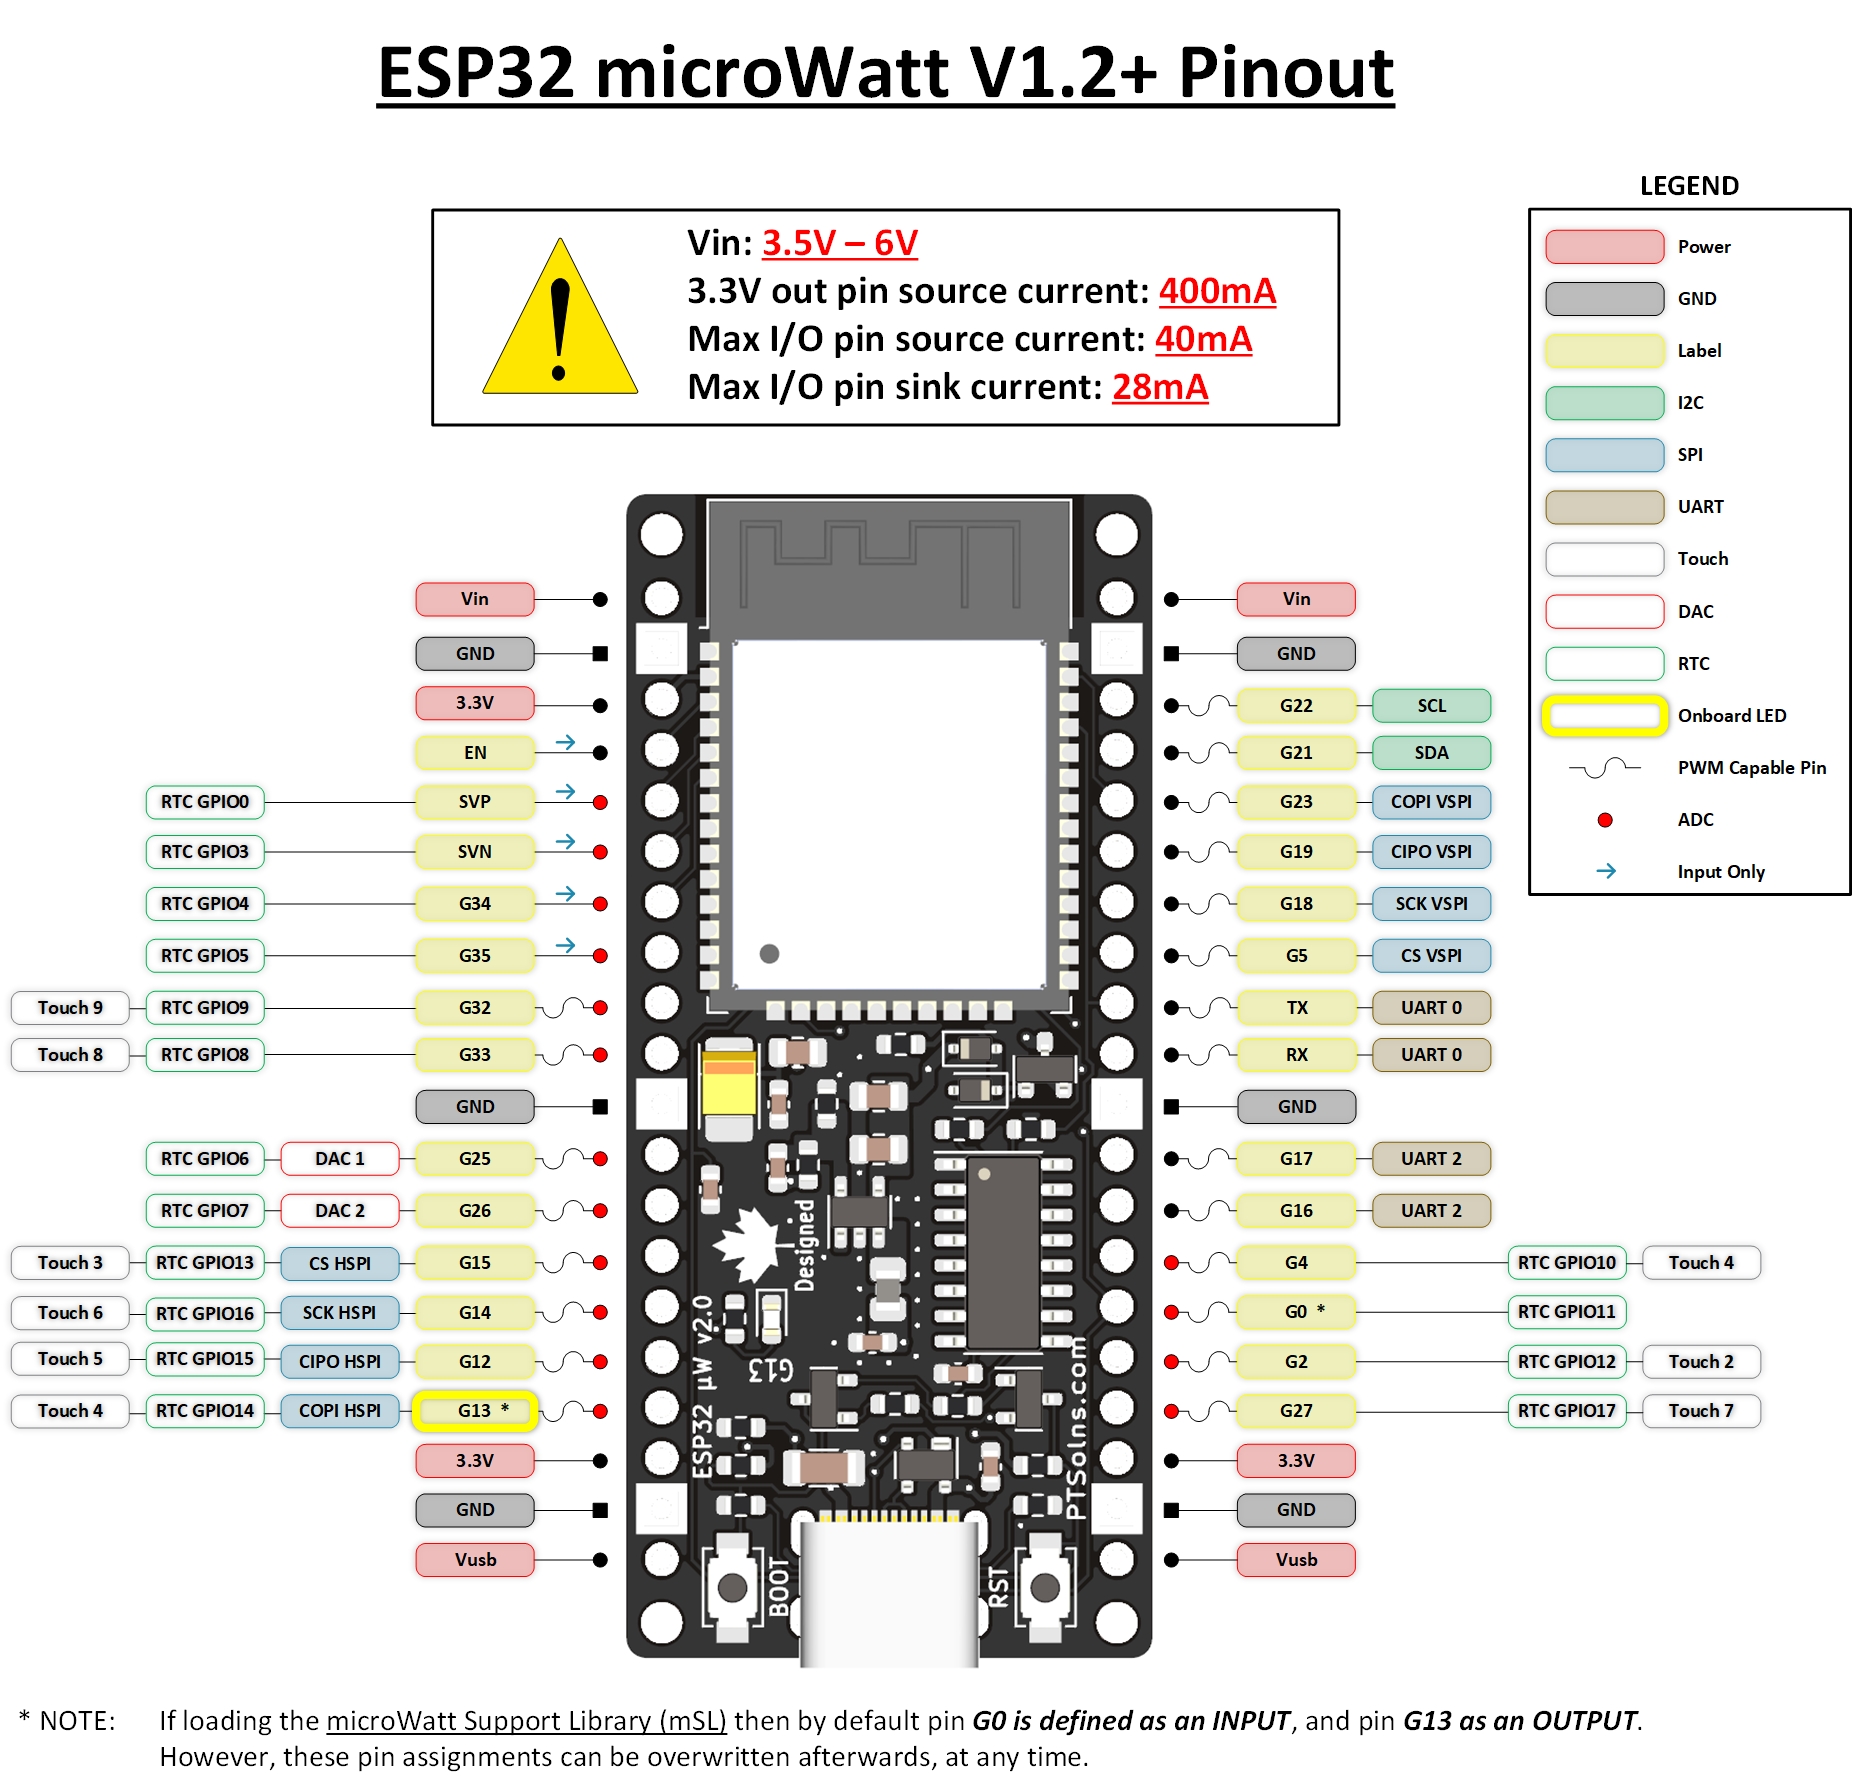 ESP32 microWatt V1.2+ Pinout
Vin: 3.5V – 6V
3.3V out pin source current: 400mA
Max I/O pin source current: 40mA
Max I/O pin sink current: 28mA
LEGEND
Power
GND
Label
I2C
SPI
UART
Touch
DAC
RTC
Onboard LED
PWM Capable Pin
ADC
Input Only
Vin
GND
3.3V
EN
RTC GPIO0 SVP
RTC GPIO3 SVN
RTC GPIO4 G34
RTC GPIO5 G35
Touch 9 RTC GPIO9 G32
Touch 8 RTC GPIO8 G33
GND
RTC GPIO6 DAC 1 G25
RTC GPIO7 DAC 2 G26
Touch 3 RTC GPIO13 CS HSPI G15
Touch 6 RTC GPIO16 SCK HSPI G14
Touch 5 RTC GPIO15 CIPO HSPI G12
Touch 4 RTC GPIO14 COPI HSPI G13 *
3.3V
GND
Vusb
Designed
ESP32 µW v2.0
G13
PTSolns.com
BOOT
RST
Vin
GND
G22 SCL
G21 SDA
G23 COPI VSPI
G19 CIPO VSPI
G18 SCK VSPI
G5 CS VSPI
TX UART 0
RX UART 0
GND
G17 UART 2
G16 UART 2
G4 RTC GPIO10 Touch 4
G0 * RTC GPIO11
G2 RTC GPIO12 Touch 2
G27 RTC GPIO17 Touch 7
3.3V
GND
Vusb
* NOTE: If loading the microWatt Support Library (mSL) then by default pin G0 is defined as an INPUT, and pin G13 as an OUTPUT.
However, these pin assignments can be overwritten afterwards, at any time.